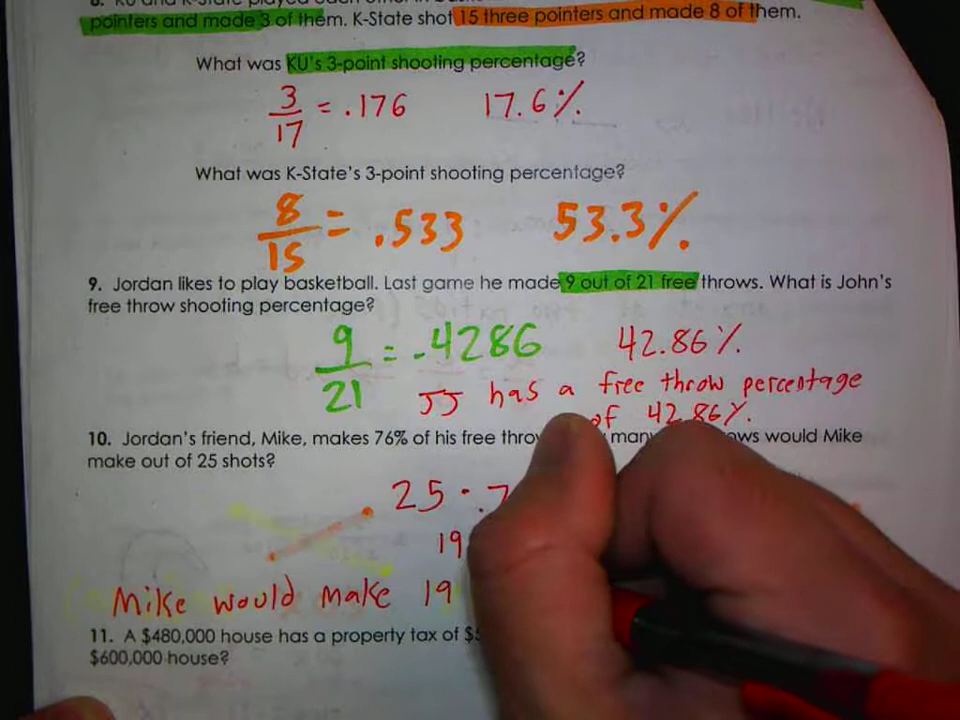 pointers and made 3 of them. K-State shot 15 three pointers and made 8 of them.
What was KU's 3-point shooting percentage?
3/17 = .176 17.6%
What was K-State's 3-point shooting percentage?
8/15 = .533 53.3%
9. Jordan likes to play basketball. Last game he made 9 out of 21 free throws. What is John's
free throw shooting percentage?
9/21 = .4286 42.86%
JJ has a free throw percentage
of 42.86%.
10. Jordan's friend, Mike, makes 76% of his free would Mike
make out of 25 shots?
25 ·
19
Mike would make 19
11. A $480,000 house has a property tax of
$600,000 house?